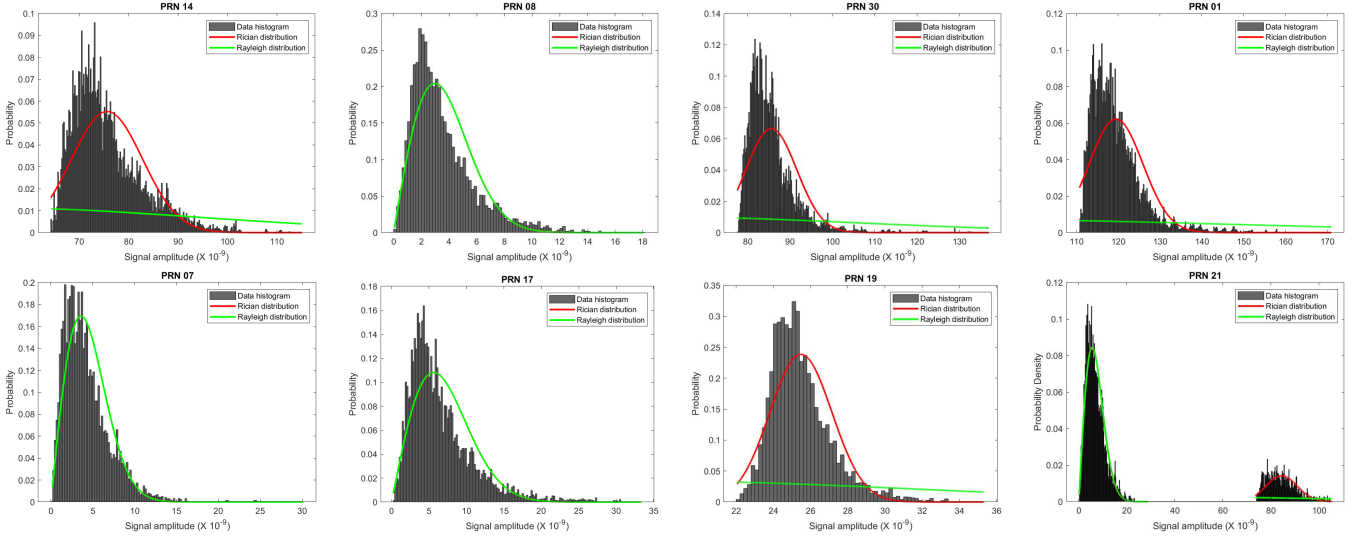 PRN 14
0.1
0.09
0.08
0.07
0.06
0.05
0.04
0.03
0.02
0.01
0
70 80 90 100 110
Probability
Signal amplitude (X 10⁻⁹)
Data histogram
Rician distribution
Rayleigh distribution
PRN 08
0.3
0.25
0.2
0.15
0.1
0.05
0
0 2 4 6 8 10 12 14 16 18
Probability
Signal amplitude (X 10⁻⁹)
Data histogram
Rician distribution
Rayleigh distribution
PRN 30
0.14
0.12
0.1
0.08
0.06
0.04
0.02
0
80 90 100 110 120 130
Probability
Signal amplitude (X 10⁻⁹)
Data histogram
Rician distribution
Rayleigh distribution
PRN 01
0.12
0.1
0.08
0.06
0.04
0.02
0
110 120 130 140 150 160 170
Probability
Signal amplitude (X 10⁻⁹)
Data histogram
Rician distribution
Rayleigh distribution
PRN 07
0.2
0.18
0.16
0.14
0.12
0.1
0.08
0.06
0.04
0.02
0
0 5 10 15 20 25 30
Probability
Signal amplitude (X 10⁻⁹)
Data histogram
Rician distribution
Rayleigh distribution
PRN 17
0.18
0.16
0.14
0.12
0.1
0.08
0.06
0.04
0.02
0
0 5 10 15 20 25 30
Probability
Signal amplitude (X 10⁻⁹)
Data histogram
Rician distribution
Rayleigh distribution
PRN 19
0.35
0.3
0.25
0.2
0.15
0.1
0.05
0
22 24 26 28 30 32 34 36
Probability
Signal amplitude (X 10⁻⁹)
Data histogram
Rician distribution
Rayleigh distribution
PRN 21
0.12
0.1
0.08
0.06
0.04
0.02
0
0 20 40 60 80 100
Probability Density
Signal amplitude (X 10⁻⁹)
Data histogram
Rician distribution
Rayleigh distribution